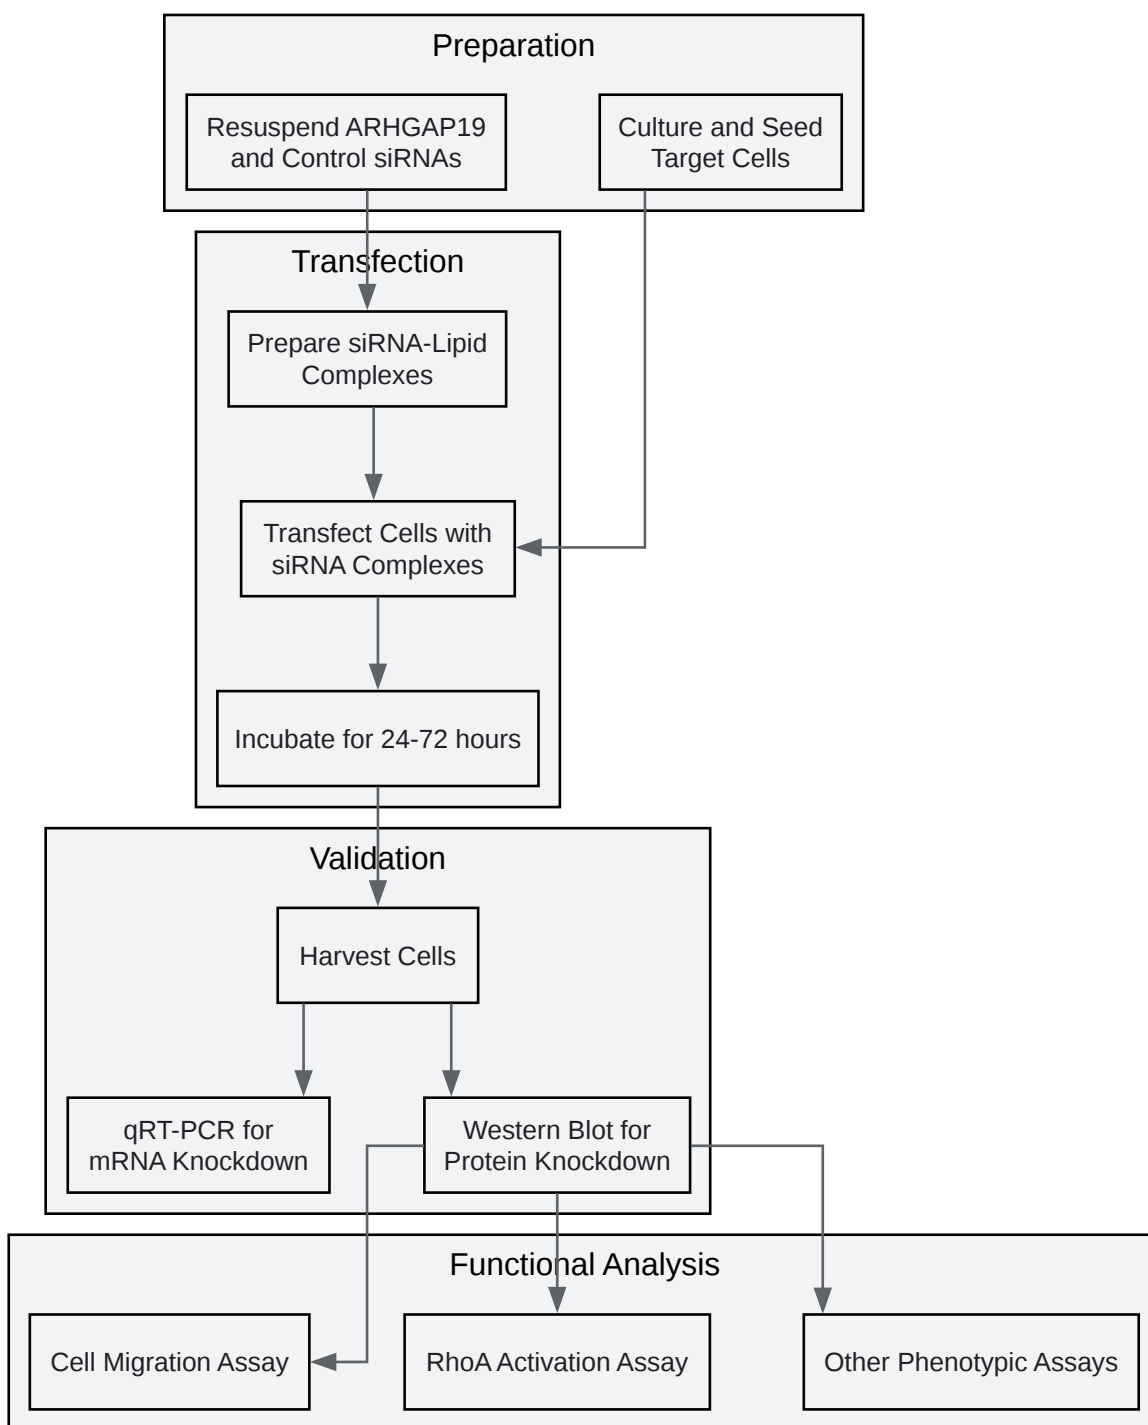 Preparation
Resuspend ARHGAP19
and Control siRNAs
Culture and Seed
Target Cells
Transfection
Prepare siRNA-Lipid
Complexes
Transfect Cells with
siRNA Complexes
Incubate for 24-72 hours
Validation
Harvest Cells
qRT-PCR for
mRNA Knockdown
Western Blot for
Protein Knockdown
Functional Analysis
Cell Migration Assay
RhoA Activation Assay
Other Phenotypic Assays